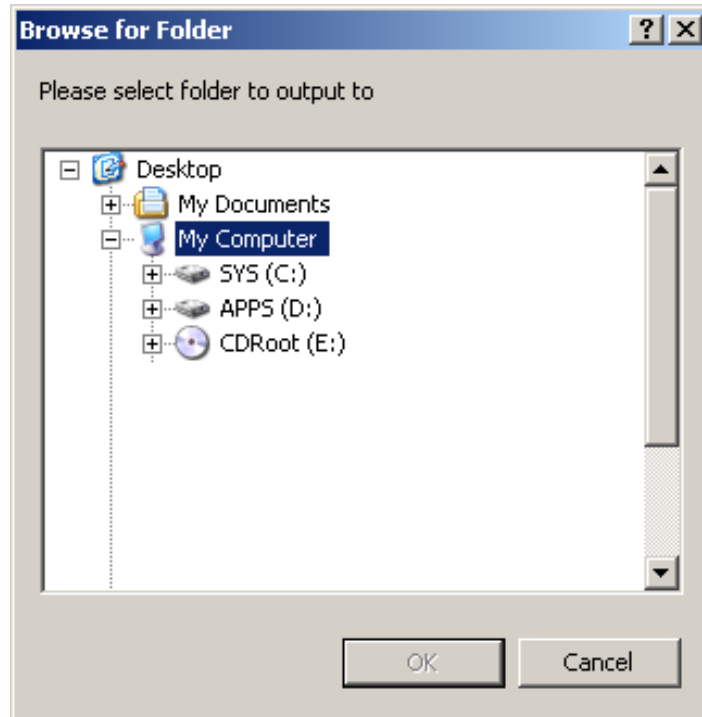 Browse for Folder
Please select folder to output to
Desktop
My Documents
My Computer
SYS (C:)
APPS (D:)
CDRoot (E:)
OK
Cancel